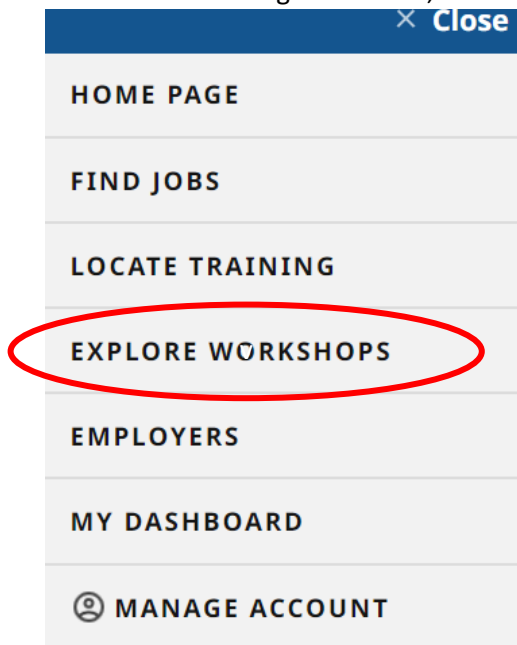 × Close
HOME PAGE
FIND JOBS
LOCATE TRAINING
EXPLORE WORKSHOPS
EMPLOYERS
MY DASHBOARD
MANAGE ACCOUNT